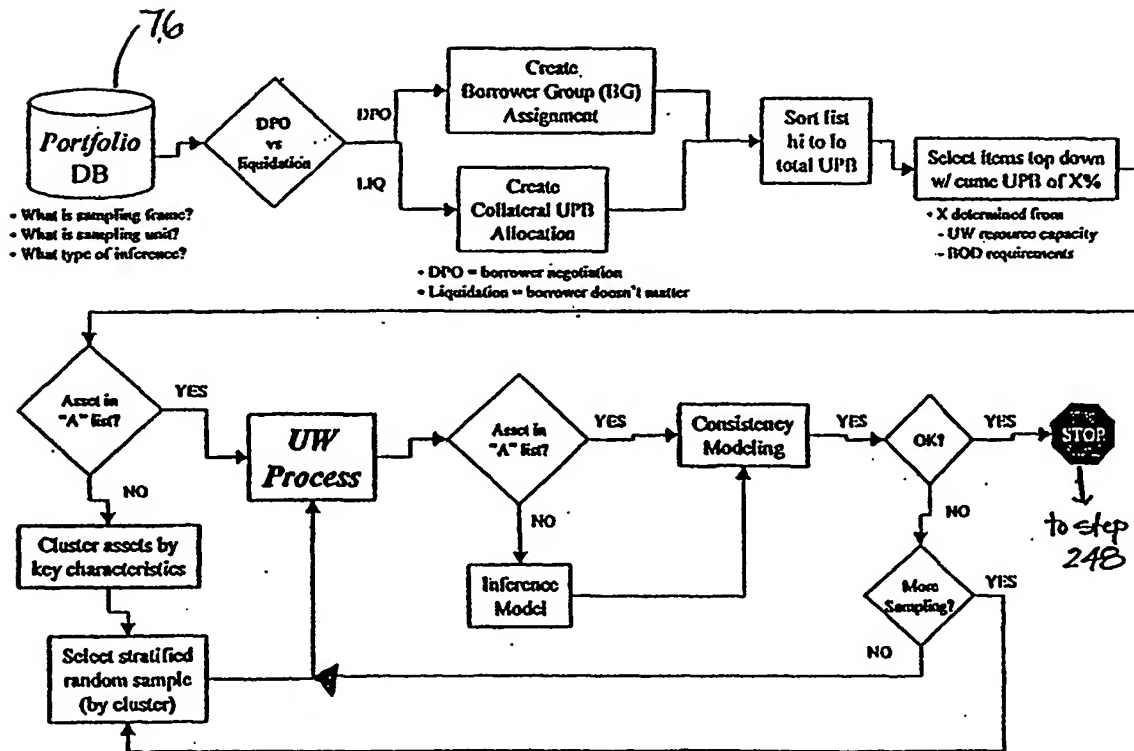 76
Portfolio
DB
• What is sampling frame?
• What is sampling unit?
• What type of inference?
DPO
vs
liquidation
DPO
LIQ
Create
Borrower Group (BG)
Assignment
Create
Collateral UPB
Allocation
• DPO = borrower negotiation
• Liquidation = borrower doesn't matter
Sort list
hi to lo
total UPB
Select items top down
w/ cume UPB of X%
• X determined from
- UW resource capacity
- BOD requirements
Asset in
"A" list?
YES
NO
Cluster assets by
key characteristics
Select stratified
random sample
(by cluster)
UW
Process
Asset in
"A" list?
YES
NO
Inference
Model
Consistency
Modeling
YES
OK?
YES
NO
STOP
to step
248
More
Sampling?
YES
NO